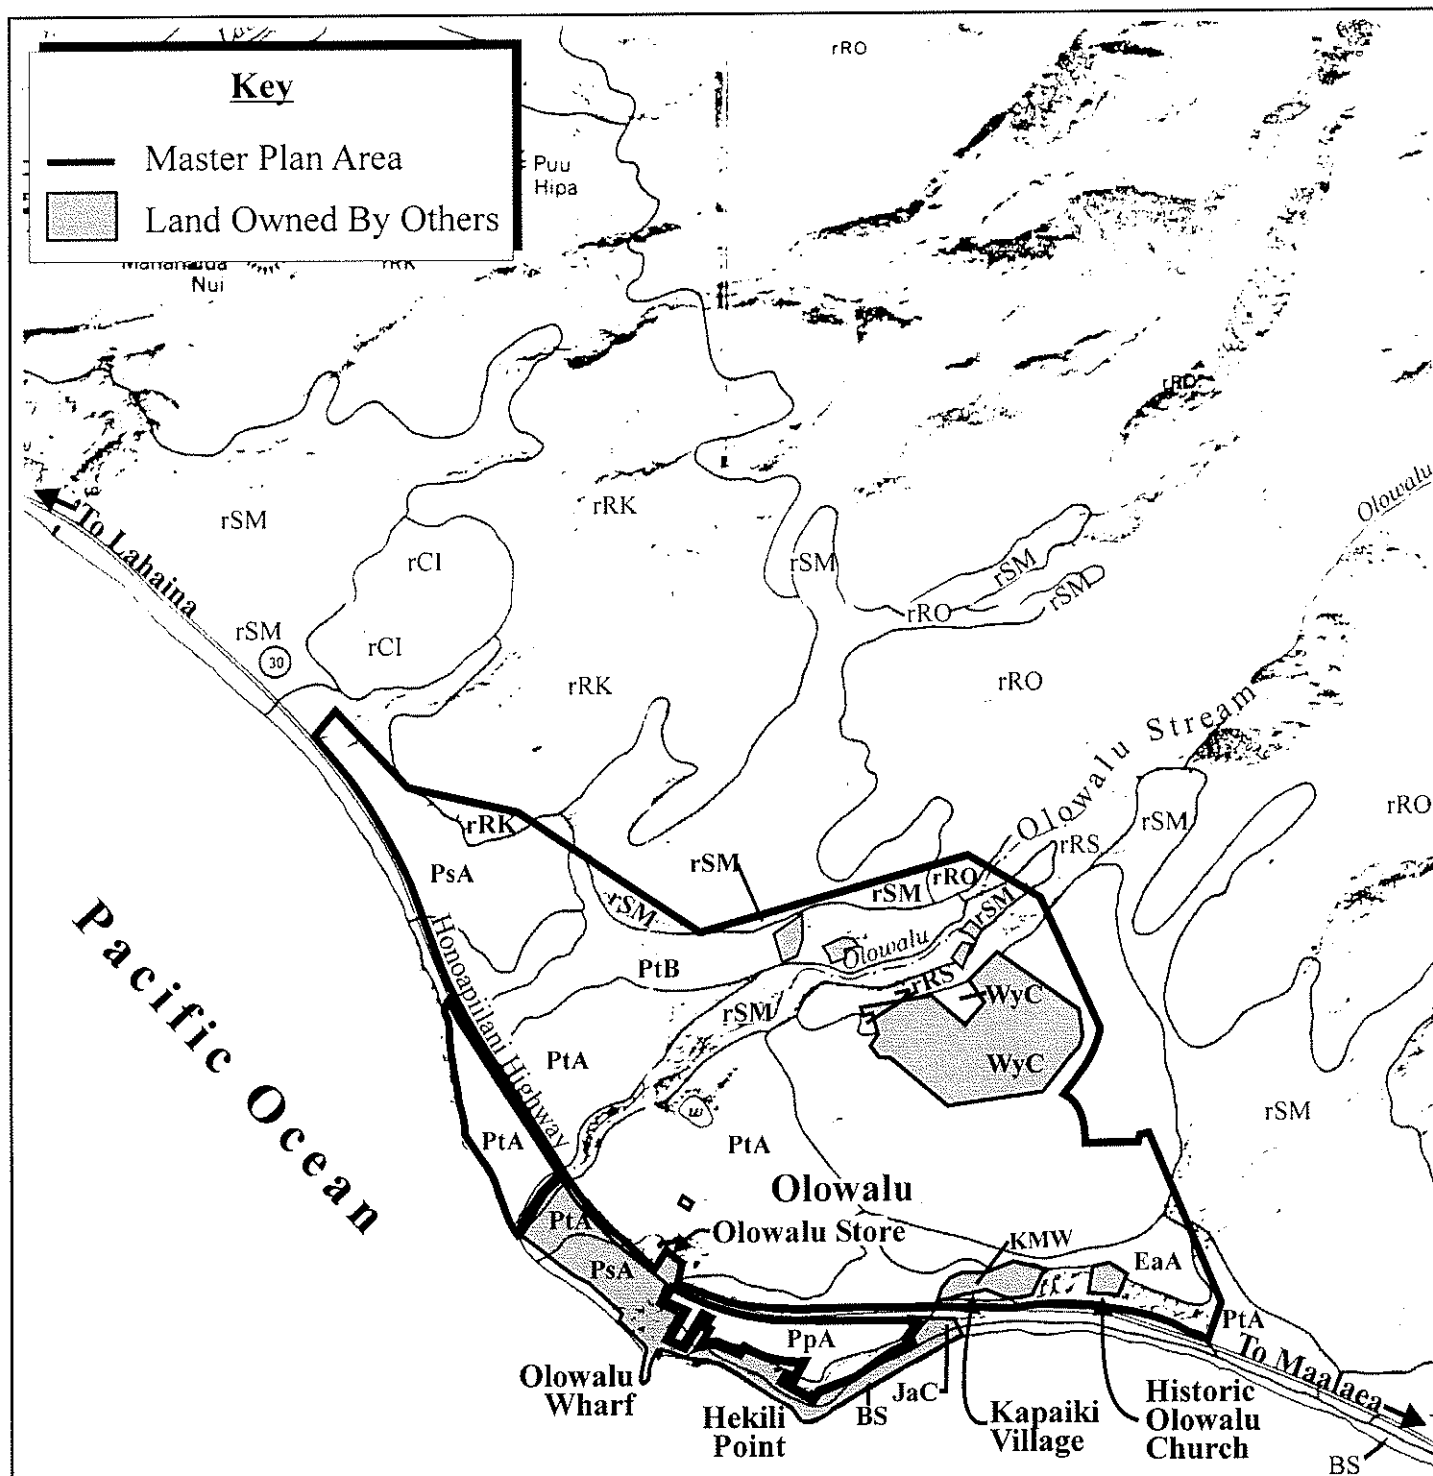 Key
Master Plan Area
Land Owned By Others
rRO
Puu
Hipa
Nui
rRK
rRO
Olowalu
rSM
rRK
To Lahaina
rCI
rSM
rSM
rSM
rRO
rSM
30
rCI
rRK
rRO
Olowalu Stream
rRO
rSM
rRS
rRK
rSM
rSM
rRO
PsA
rSM
rSM
Olowalu
PtB
rRS
WyC
rSM
WyC
Pacific Ocean
Honoapiilani Highway
PtA
w
rSM
PtA
PtA
Olowalu
PtA
Olowalu Store
KMW
EaA
PsA
PtA
PpA
To Maalaea
Olowalu
Wharf
Hekili
Point
BS
JaC
Kapaiki
Village
Historic
Olowalu
Church
BS